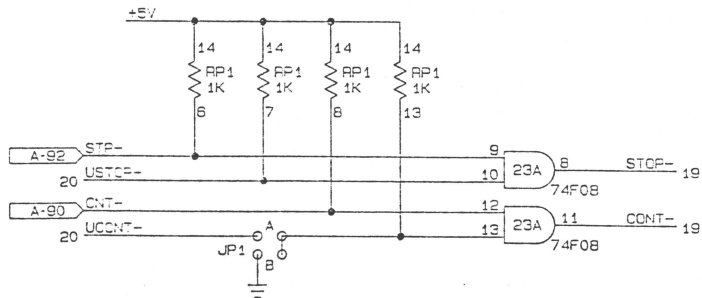 +5V
14 14 14 14
RP1 RP1 RP1 RP1
1K 1K 1K 1K
6 7 8 13
A-92 STP- 9 8 STOP- 19
20 USTOP- 10 23A 74F08
A-90 CNT- 12 11 CONT- 19
20 UCONT- A 13 23A 74F08
JP1 B